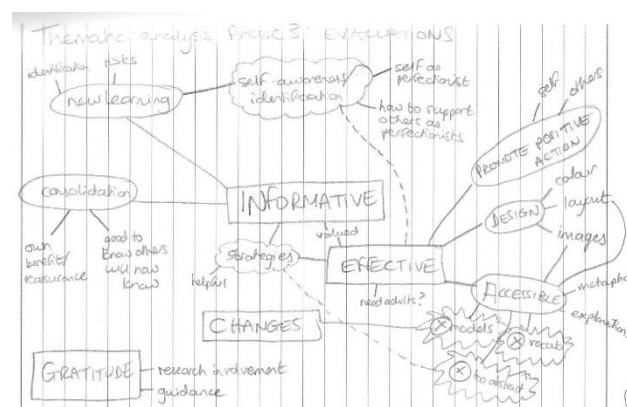 Thematic analysis Phase 3: EVALUATIONS
identification
risks
new learning
self-awareness/
identification
self as
perfectionist
how to support
others as
perfectionists
self
others
PROMOTE POSITIVE
ACTION
consolidation
own
benefit/
reassurance
good to
know others
will now
know
INFORMATIVE
valued
strategies
helpful
EFFECTIVE
need adults?
DESIGN
colour
layout
images
ACCESSIBLE
metaphor
explanation
CHANGES
models
vocab
too abstract
GRATITUDE
research involvement
guidance